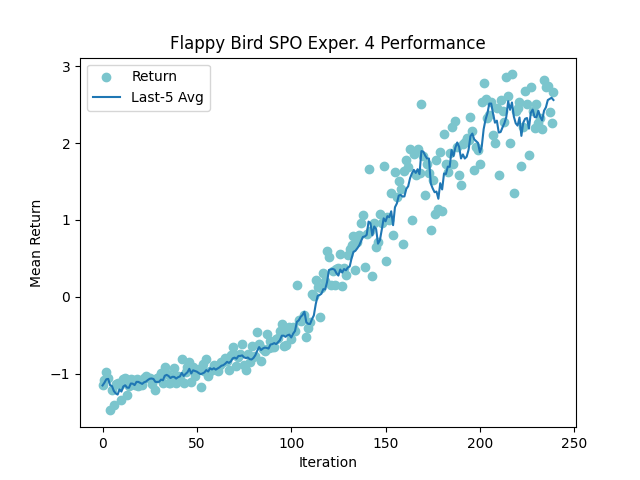 Flappy Bird SPO Exper. 4 Performance
Return
Last-5 Avg
Mean Return
3
2
1
0
−1
0
50
100
150
200
250
Iteration